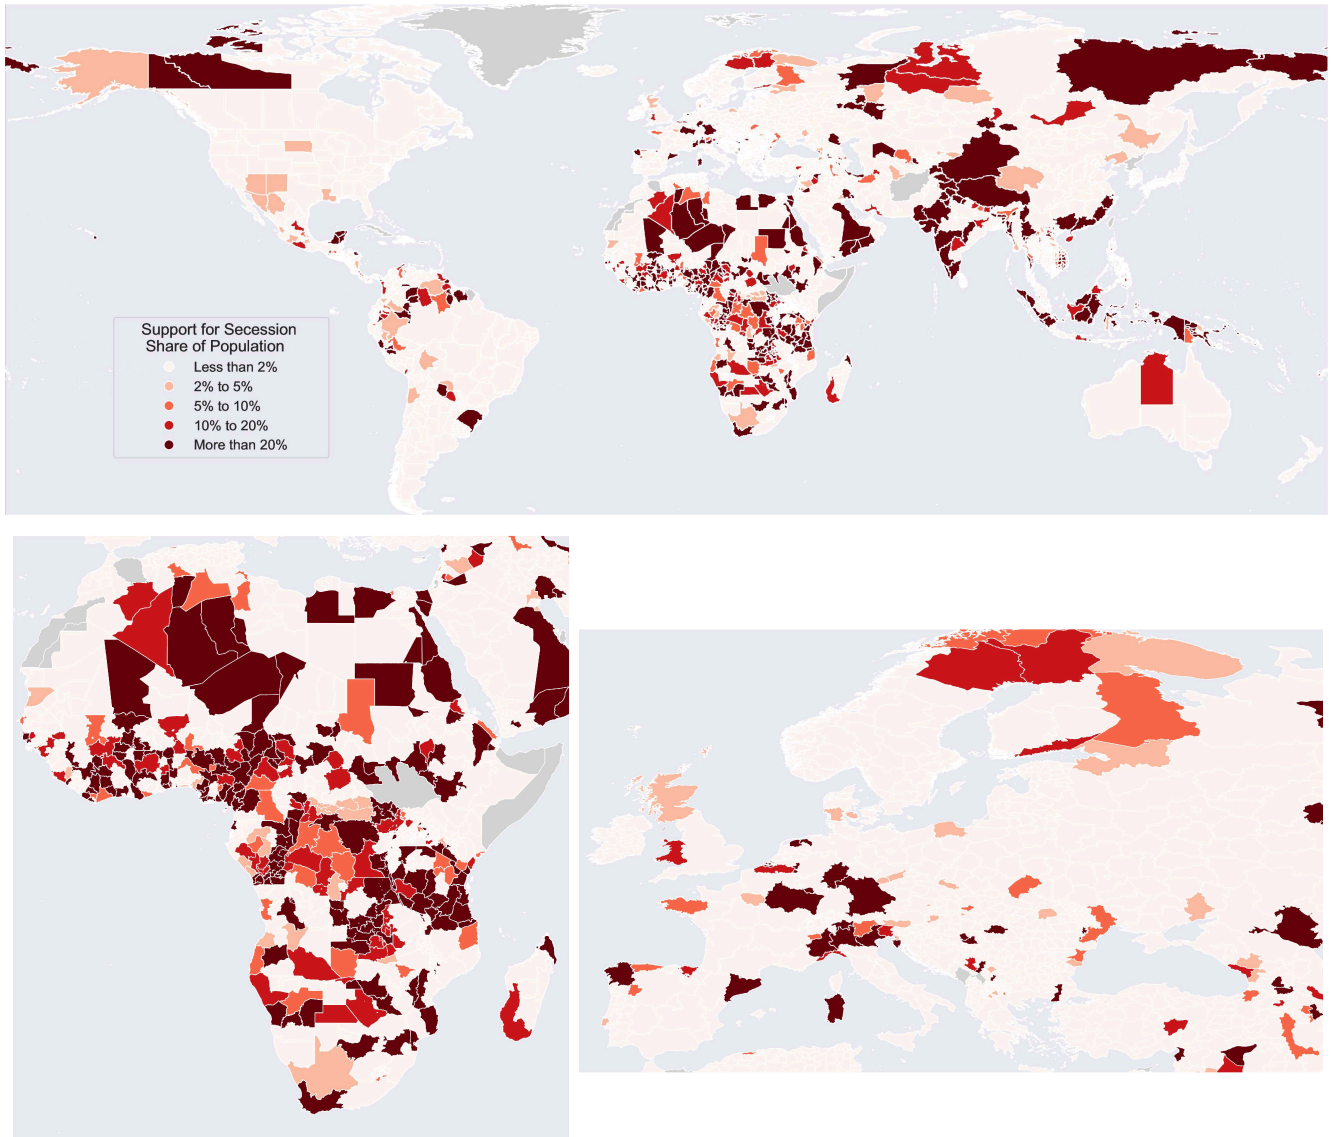 Support for Secession
Share of Population
Less than 2%
2% to 5%
5% to 10%
10% to 20%
More than 20%